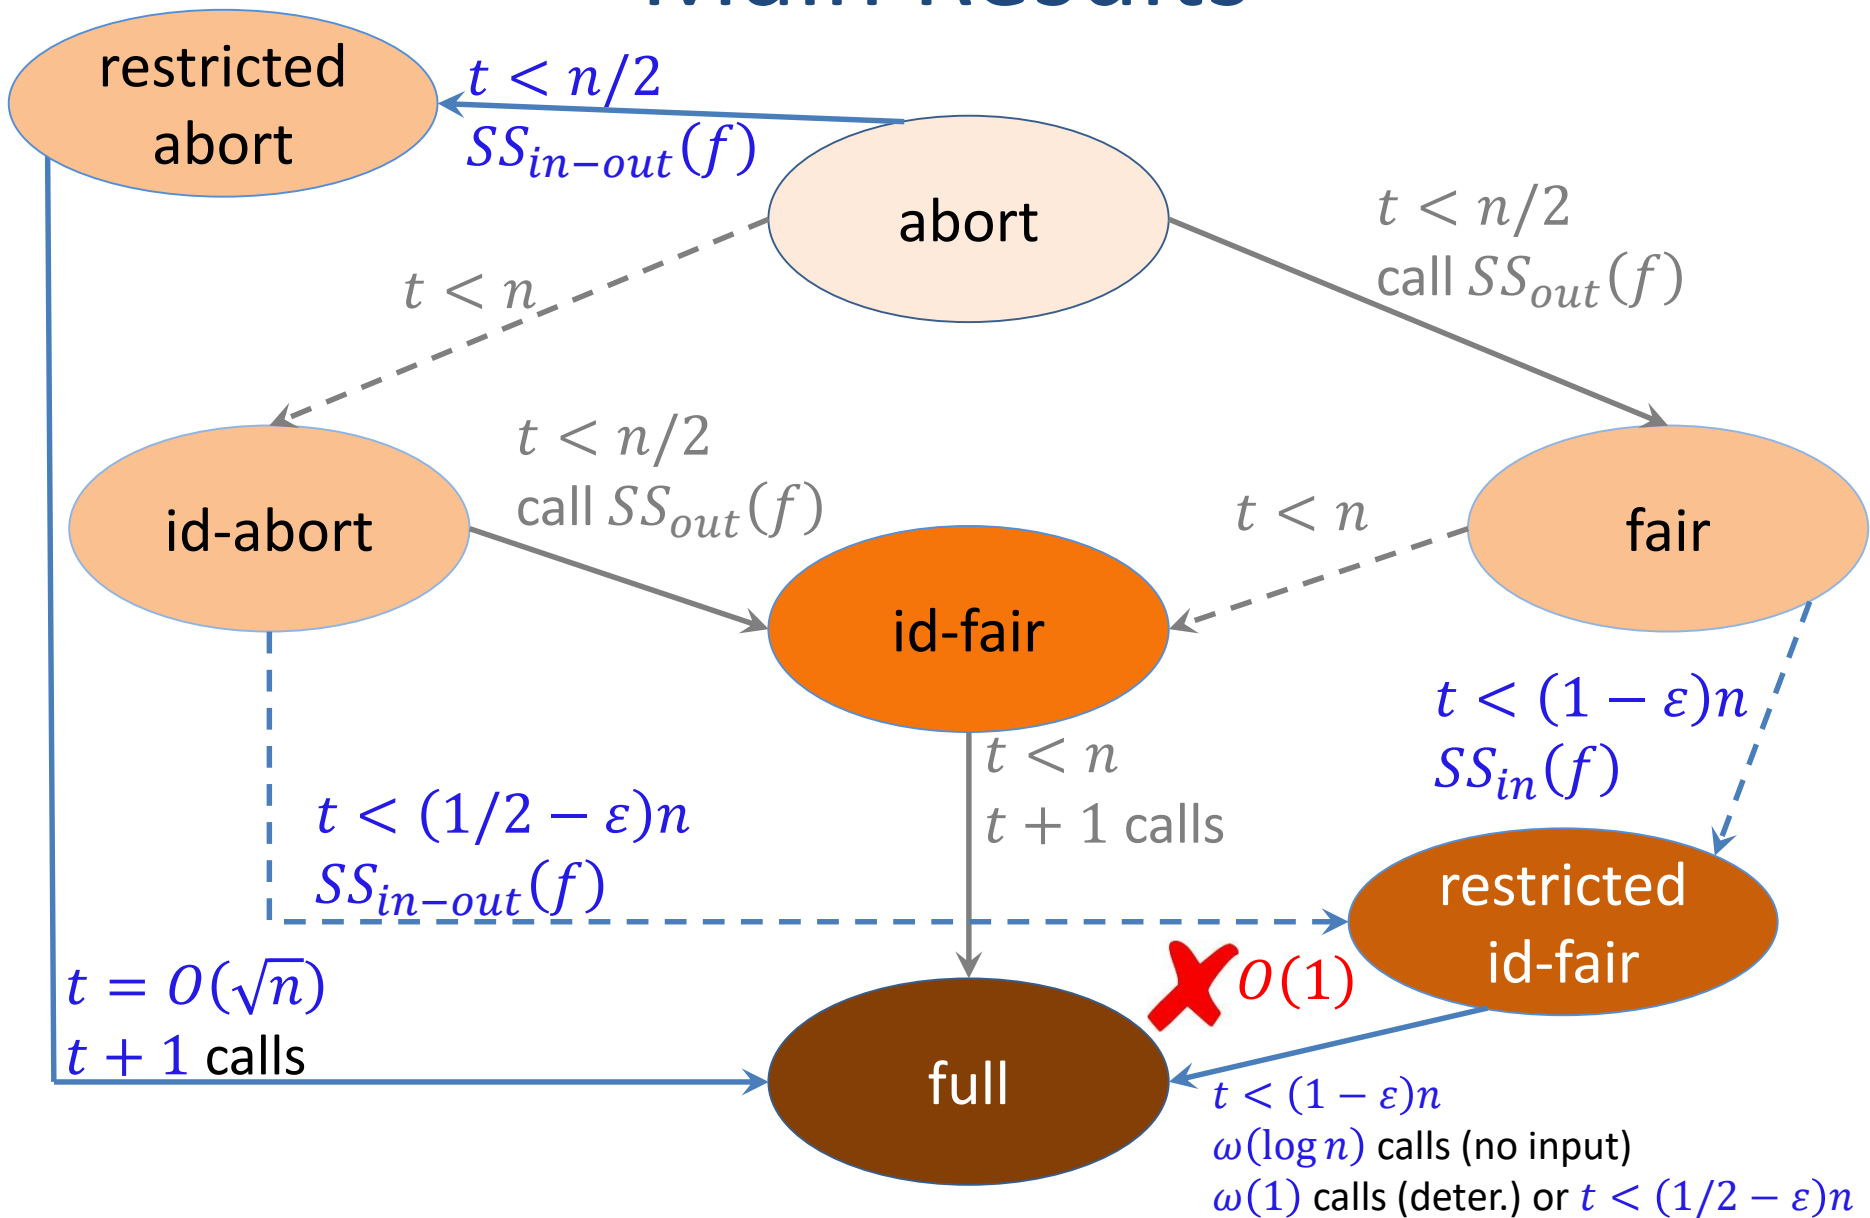 Main Results
restricted
abort
t < n/2
SS_{in−out}(f)
abort
t < n/2
call SS_{out}(f)
t < n
t < n/2
call SS_{out}(f)
id-abort
t < n
fair
id-fair
t < (1 − ε)n
SS_{in}(f)
t < n
t + 1 calls
t < (1/2 − ε)n
SS_{in−out}(f)
restricted
id-fair
O(1)
t = O(√n)
t + 1 calls
full
t < (1 − ε)n
ω(log n) calls (no input)
ω(1) calls (deter.) or t < (1/2 − ε)n